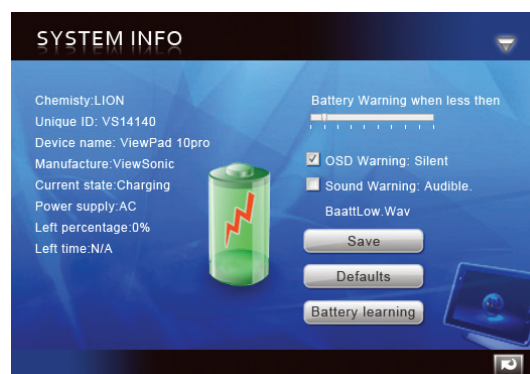 SYSTEM INFO
Chemisty:LION
Unique ID: VS14140
Device name: ViewPad 10pro
Manufacture:ViewSonic
Current state:Charging
Power supply:AC
Left percentage:0%
Left time:N/A
Battery Warning when less then
OSD Warning: Silent
Sound Warning: Audible.
BaattLow.Wav
Save
Defaults
Battery learning